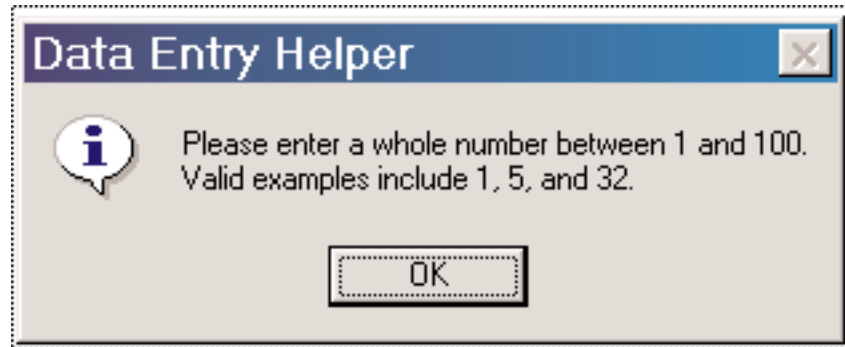 Data Entry Helper
Please enter a whole number between 1 and 100.
Valid examples include 1, 5, and 32.
OK